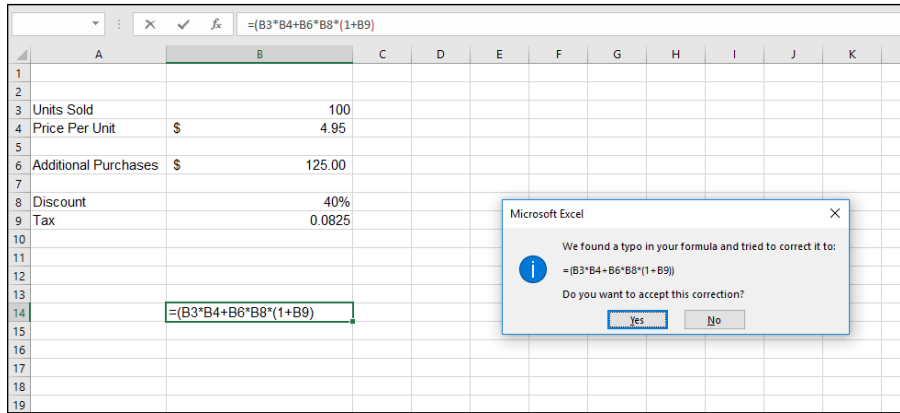 fx =(B3*B4+B6*B8*(1+B9)
A B C D E F G H I J K
1
2
3 Units Sold 100
4 Price Per Unit $ 4.95
5
6 Additional Purchases $ 125.00
7
8 Discount 40%
9 Tax 0.0825
10
11
12
13
14 =(B3*B4+B6*B8*(1+B9)
15
16
17
18
19
Microsoft Excel
We found a typo in your formula and tried to correct it to:
=(B3*B4+B6*B8*(1+B9))
Do you want to accept this correction?
Yes No